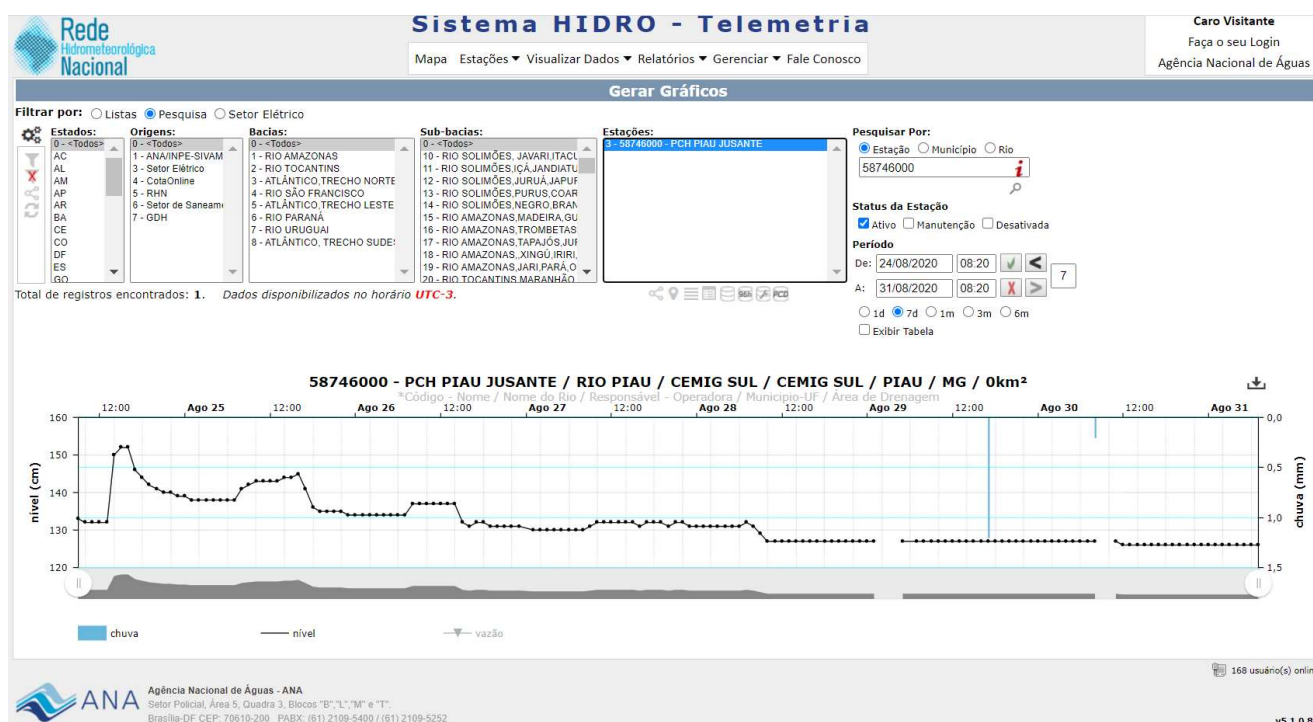 Rede
Hidrometeorológica
Nacional
Sistema HIDRO - Telemetria
Mapa Estações ▼ Visualizar Dados ▼ Relatórios ▼ Gerenciar ▼ Fale Conosco
Caro Visitante
Faça o seu Login
Agência Nacional de Águas
Gerar Gráficos
Filtrar por: Listas Pesquisa Setor Elétrico
Estados:
0 - <Todos>
AC
AL
AM
AP
AR
BA
CE
CO
DF
ES
GO
Origens:
0 - <Todos>
1 - ANA/INPE-SIVAM
3 - Setor Elétrico
4 - CotaOnline
5 - RHN
6 - Setor de Saneam
7 - GDH
Bacias:
0 - <Todos>
1 - RIO AMAZONAS
2 - RIO TOCANTINS
3 - ATLÂNTICO,TRECHO NORTE
4 - RIO SÃO FRANCISCO
5 - ATLÂNTICO,TRECHO LESTE
6 - RIO PARANÁ
7 - RIO URUGUAI
8 - ATLÂNTICO, TRECHO SUDE
Sub-bacias:
0 - <Todos>
10 - RIO SOLIMÕES, JAVARI,ITACU
11 - RIO SOLIMÕES,IÇÁ,JANDIATU
12 - RIO SOLIMÕES,JURUÁ,JAPUR
13 - RIO SOLIMÕES,PURUS,COAR
14 - RIO SOLIMÕES,NEGRO,BRAN
15 - RIO AMAZONAS,MADEIRA,GU
16 - RIO AMAZONAS,TROMBETAS
17 - RIO AMAZONAS,TAPAJÓS,JUR
18 - RIO AMAZONAS,,XINGÚ,IRIRI,
19 - RIO AMAZONAS,JARI,PARÁ,O
20 - RIO TOCANTINS,MARANHÃO,
Estações:
3 - 58746000 - PCH PIAU JUSANTE
Pesquisar Por:
Estação Município Rio
58746000
Status da Estação
Ativo Manutenção Desativada
Período
De: 24/08/2020 08:20 <
7
A: 31/08/2020 08:20 X >
1d 7d 1m 3m 6m
Exibir Tabela
Total de registros encontrados: 1. Dados disponibilizados no horário UTC-3.
96h PCD
58746000 - PCH PIAU JUSANTE / RIO PIAU / CEMIG SUL / CEMIG SUL / PIAU / MG / 0km²
*Código - Nome / Nome do Rio / Responsável - Operadora / Municipio-UF / Área de Drenagem
12:00 Ago 25 12:00 Ago 26 12:00 Ago 27 12:00 Ago 28 12:00 Ago 29 12:00 Ago 30 12:00 Ago 31
nível (cm)
160
150
140
130
120
0,0
0,5
1,0
1,5
chuva (mm)
chuva nível vazão
168 usuário(s) onlin
ANA
Agência Nacional de Águas - ANA
Setor Policial, Área 5, Quadra 3, Blocos "B","L","M" e "T".
Brasília-DF CEP: 70610-200 PABX: (61) 2109-5400 / (61) 2109-5252
v5.1.0.8